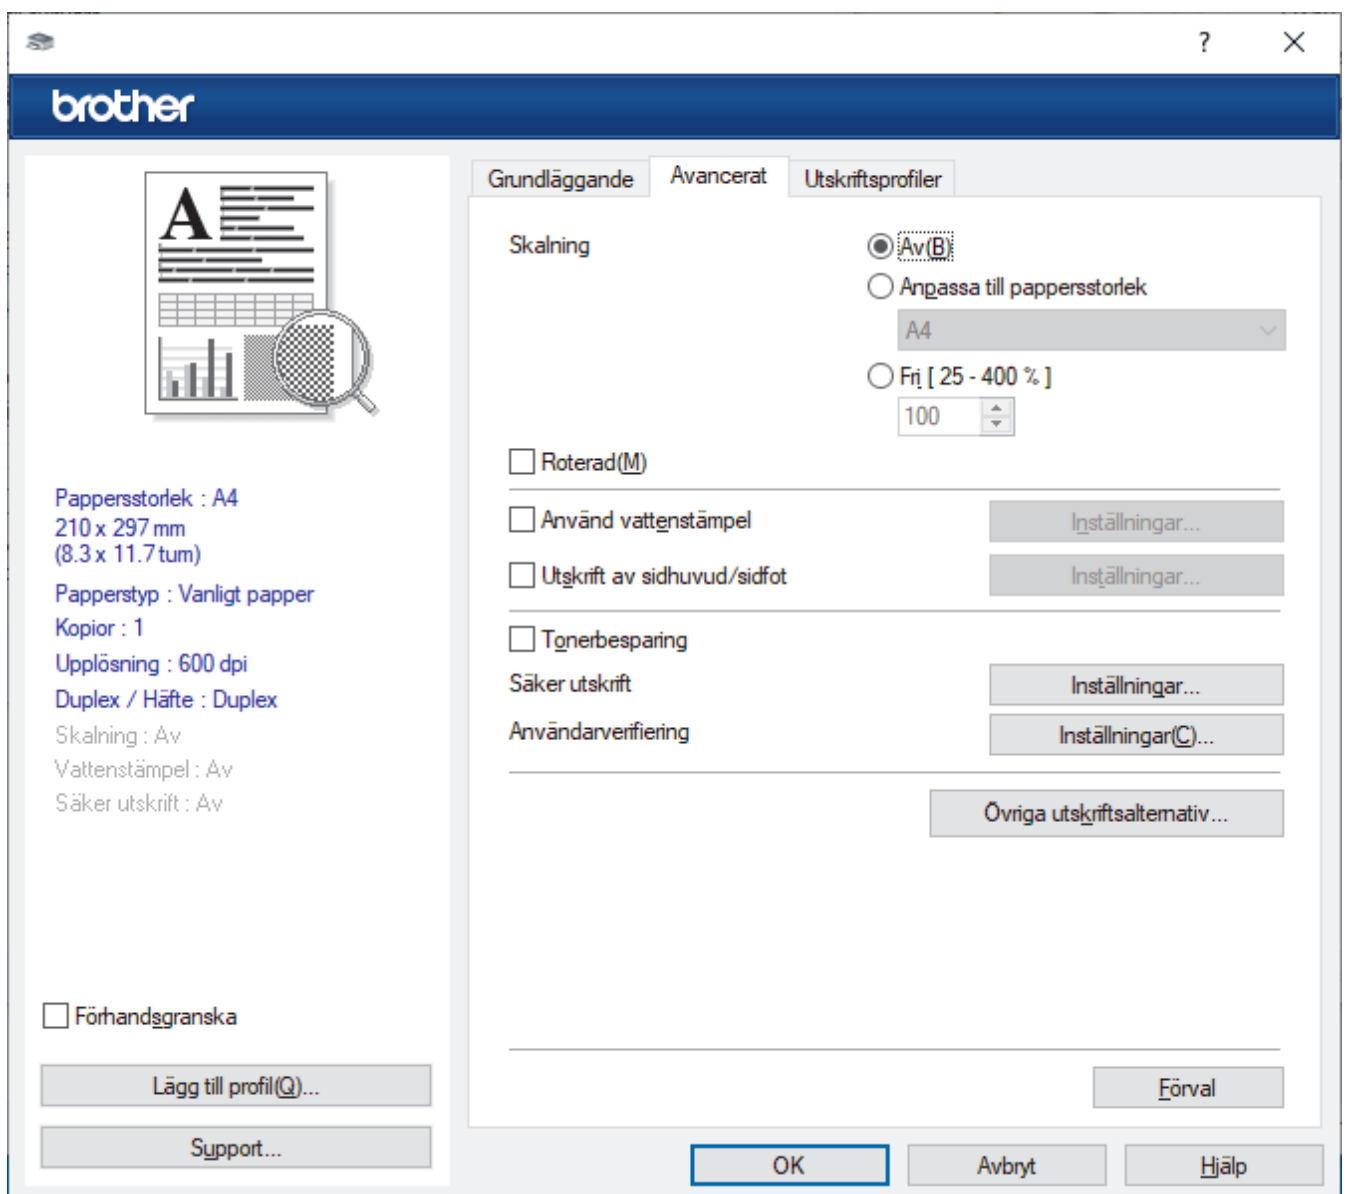 ?
brother
A
Pappersstorlek : A4
210 x 297 mm
(8.3 x 11.7 tum)
Papperstyp : Vanligt papper
Kopior : 1
Upplösning : 600 dpi
Duplex / Häfte : Duplex
Skalning : Av
Vattenstämpel : Av
Säker utskrift : Av
Förhandsgranska
Lägg till profil(Q)...
Support...
Grundläggande Avancerat Utskriftsprofiler
Skalning Av(B)
Anpassa till pappersstorlek
A4
Fri [ 25 - 400 % ]
100
Roterad(M)
Använd vattenstämpel Inställningar...
Utskrift av sidhuvud/sidfot Inställningar...
Tonerbesparing
Säker utskrift Inställningar...
Användarverifiering Inställningar(C)...
Övriga utskriftsalternativ...
Förval
OK Avbryt Hjälp